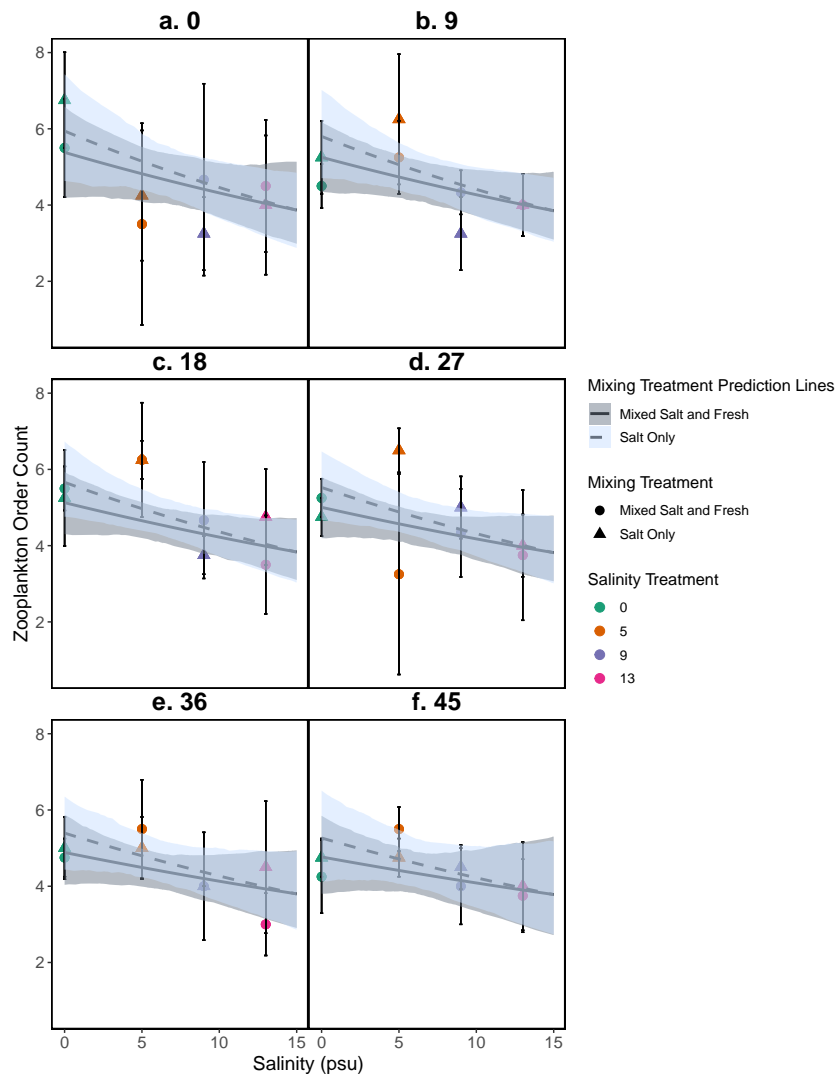 a. 0
b. 9
8
6
4
2
c. 18
d. 27
8
6
4
2
Zooplankton Order Count
e. 36
f. 45
8
6
4
2
0
5
10
15
0
5
10
15
Salinity (psu)
Mixing Treatment Prediction Lines
Mixed Salt and Fresh
Salt Only
Mixing Treatment
Mixed Salt and Fresh
Salt Only
Salinity Treatment
0
5
9
13